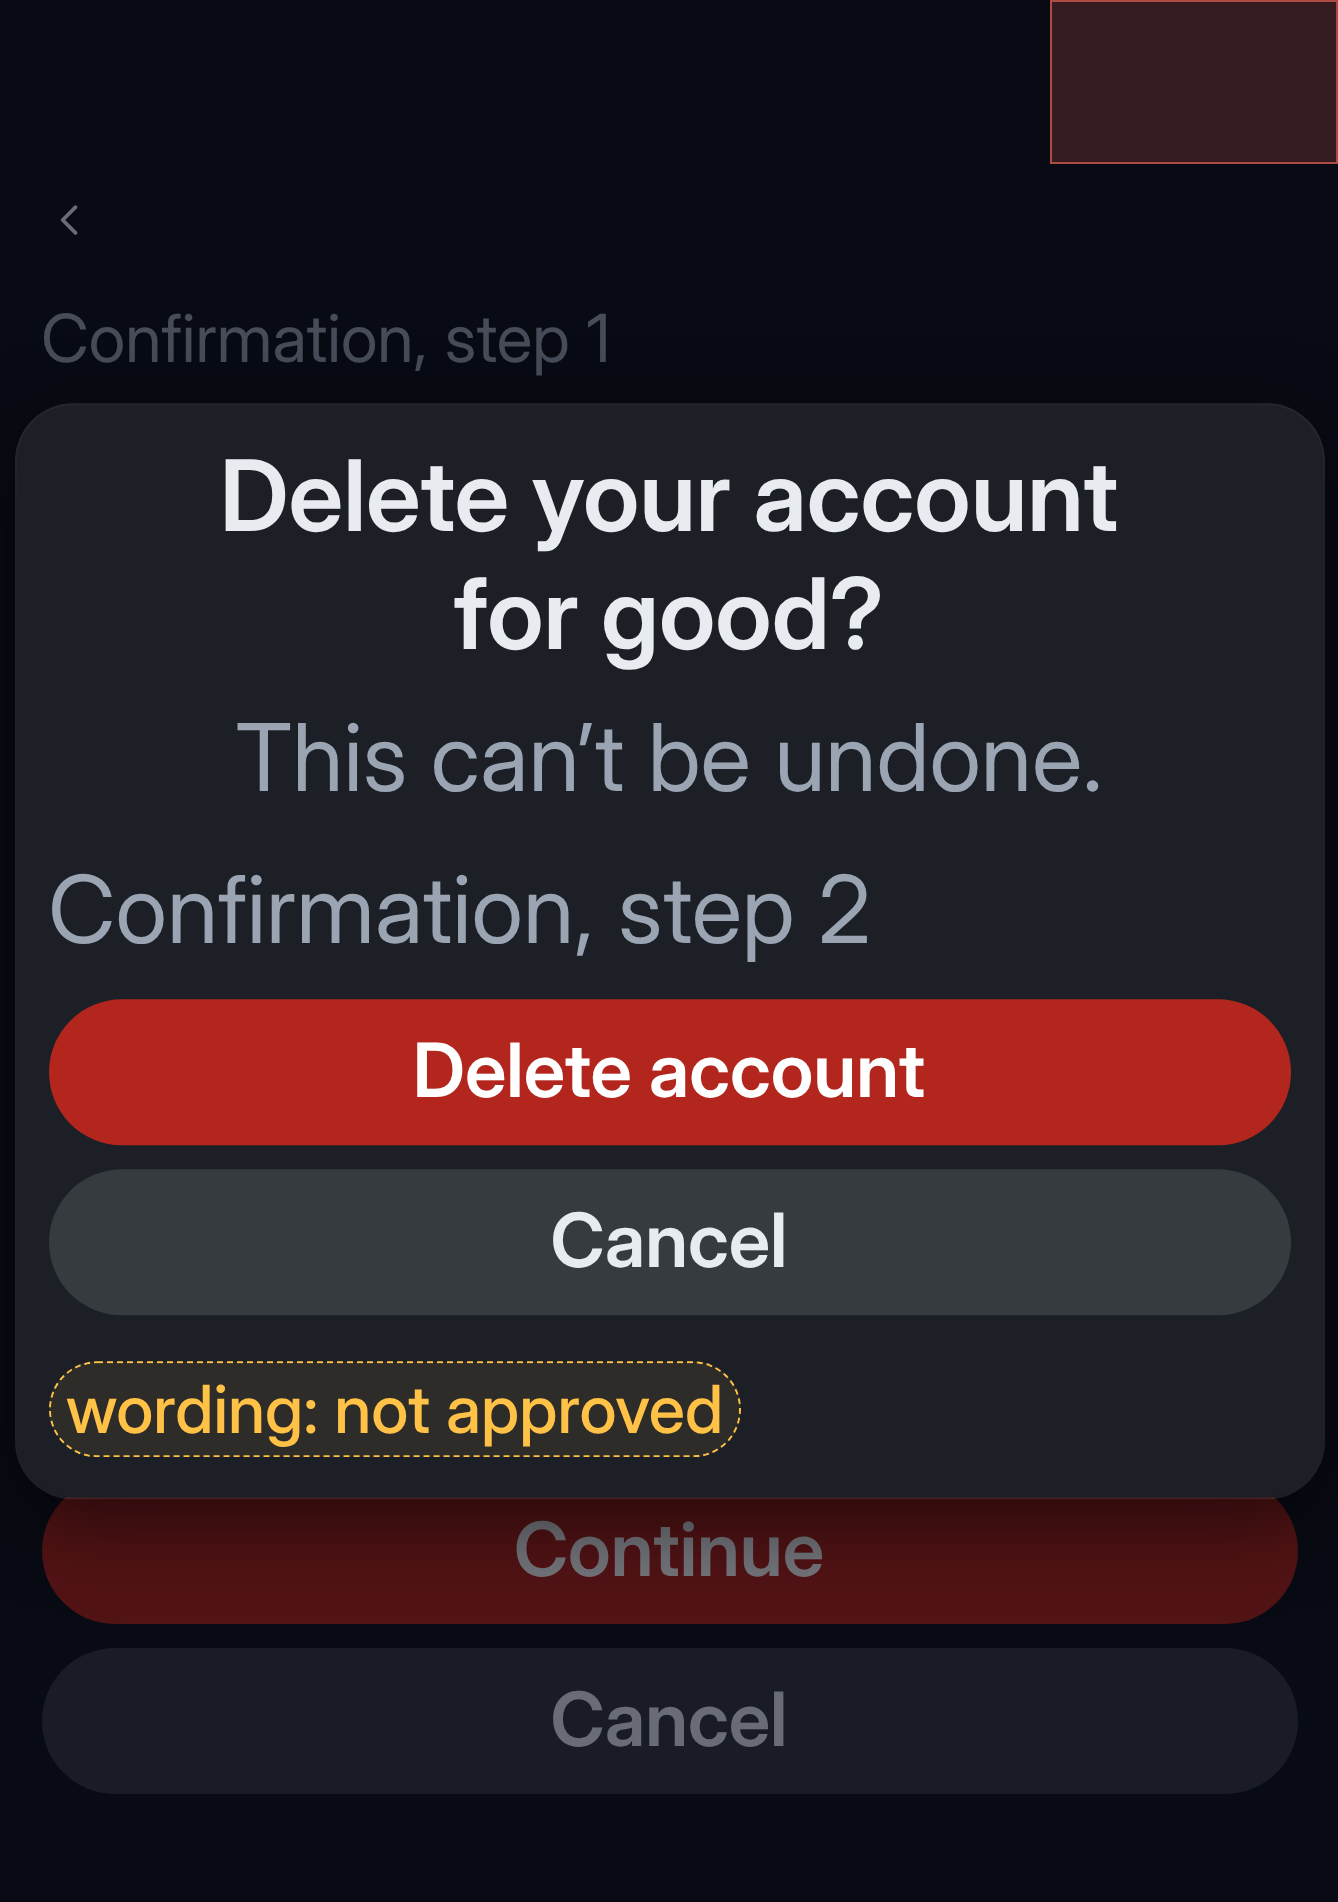 Confirmation, step 1
Delete your account
for good?
This can’t be undone.
Confirmation, step 2
Delete account
Cancel
wording: not approved
Continue
Cancel